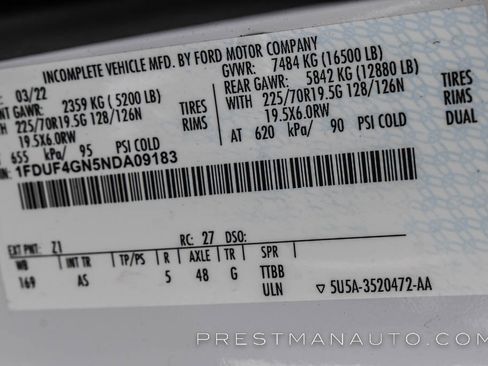 INCOMPLETE VEHICLE MFD. BY FORD MOTOR COMPANY
03/22 GVWR: 7484 KG (16500 LB)
NT GAWR: 2359 KG ( 5200 LB) REAR GAWR: 5842 KG (12880 LB)
WITH 225/70R19.5G 128/126N TIRES WITH 225/70R19.5G 128/126N TIRES
19.5X6.0RW RIMS 19.5X6.0RW RIMS
655 kPa/ 95 PSI COLD AT 620 kPa/ 90 PSI COLD DUAL
1FDUF4GN5NDA09183
EXT PNT: Z1 RC: 27 DSO:
WB INT TR TP/PS R AXLE TR SPR
169 AS 5 48 G TTBB
ULN ▽ 5U5A-3520472-AA
PRESTMANAUTO.COM